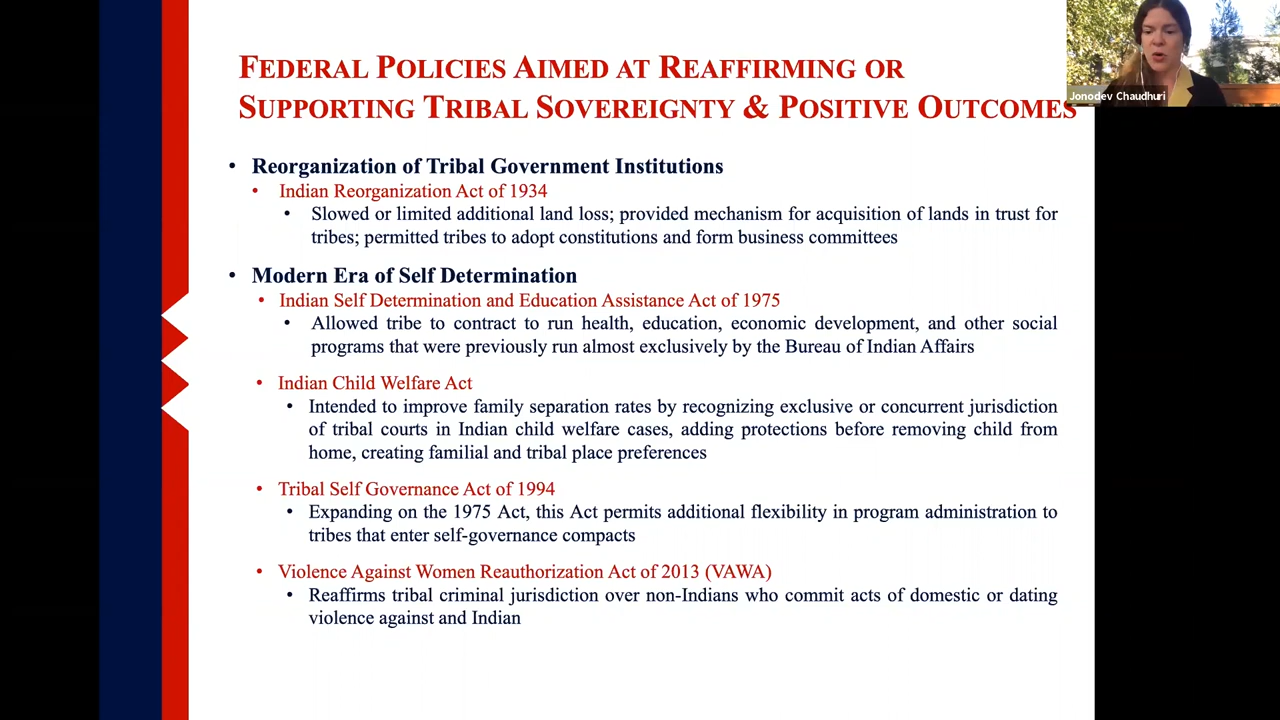 FEDERAL POLICIES AIMED AT REAFFIRMING OR
SUPPORTING TRIBAL SOVEREIGNTY & POSITIVE OUTCOMES
Jonodev Chaudhuri
• Reorganization of Tribal Government Institutions
• Indian Reorganization Act of 1934
• Slowed or limited additional land loss; provided mechanism for acquisition of lands in trust for
tribes; permitted tribes to adopt constitutions and form business committees
• Modern Era of Self Determination
• Indian Self Determination and Education Assistance Act of 1975
• Allowed tribe to contract to run health, education, economic development, and other social
programs that were previously run almost exclusively by the Bureau of Indian Affairs
• Indian Child Welfare Act
• Intended to improve family separation rates by recognizing exclusive or concurrent jurisdiction
of tribal courts in Indian child welfare cases, adding protections before removing child from
home, creating familial and tribal place preferences
• Tribal Self Governance Act of 1994
• Expanding on the 1975 Act, this Act permits additional flexibility in program administration to
tribes that enter self-governance compacts
• Violence Against Women Reauthorization Act of 2013 (VAWA)
• Reaffirms tribal criminal jurisdiction over non-Indians who commit acts of domestic or dating
violence against and Indian